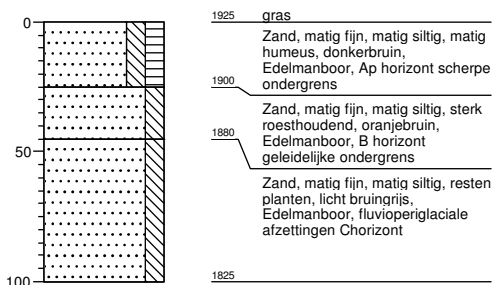 0
50
100
1925 gras
Zand, matig fijn, matig siltig, matig
humeus, donkerbruin,
Edelmanboor, Ap horizont scherpe
ondergrens
1900
Zand, matig fijn, matig siltig, sterk
roesthoudend, oranjebruin,
Edelmanboor, B horizont
geleidelijke ondergrens
1880
Zand, matig fijn, matig siltig, resten
planten, licht bruingrijs,
Edelmanboor, fluvioperiglaciale
afzettingen Chorizont
1825